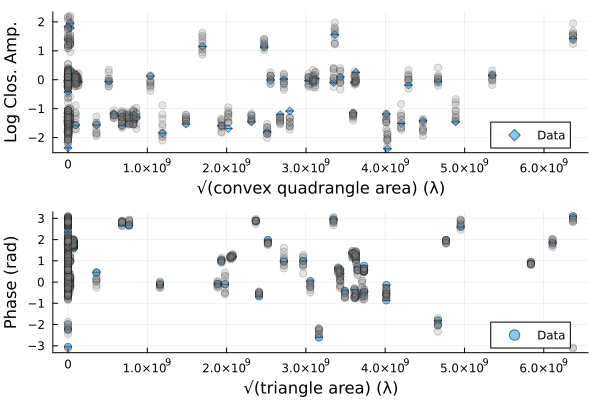 Log Clos. Amp.
2
1
0
−1
−2
Data
0 1.0×10⁹ 2.0×10⁹ 3.0×10⁹ 4.0×10⁹ 5.0×10⁹ 6.0×10⁹
√(convex quadrangle area) (λ)
Phase (rad)
3
2
1
0
−1
−2
−3
Data
0 1.0×10⁹ 2.0×10⁹ 3.0×10⁹ 4.0×10⁹ 5.0×10⁹ 6.0×10⁹
√(triangle area) (λ)